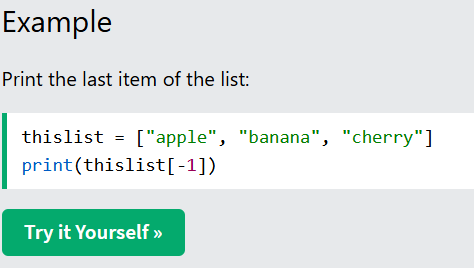 Example
Print the last item of the list:
thislist = ["apple", "banana", "cherry"]
print(thislist[-1])
Try it Yourself »